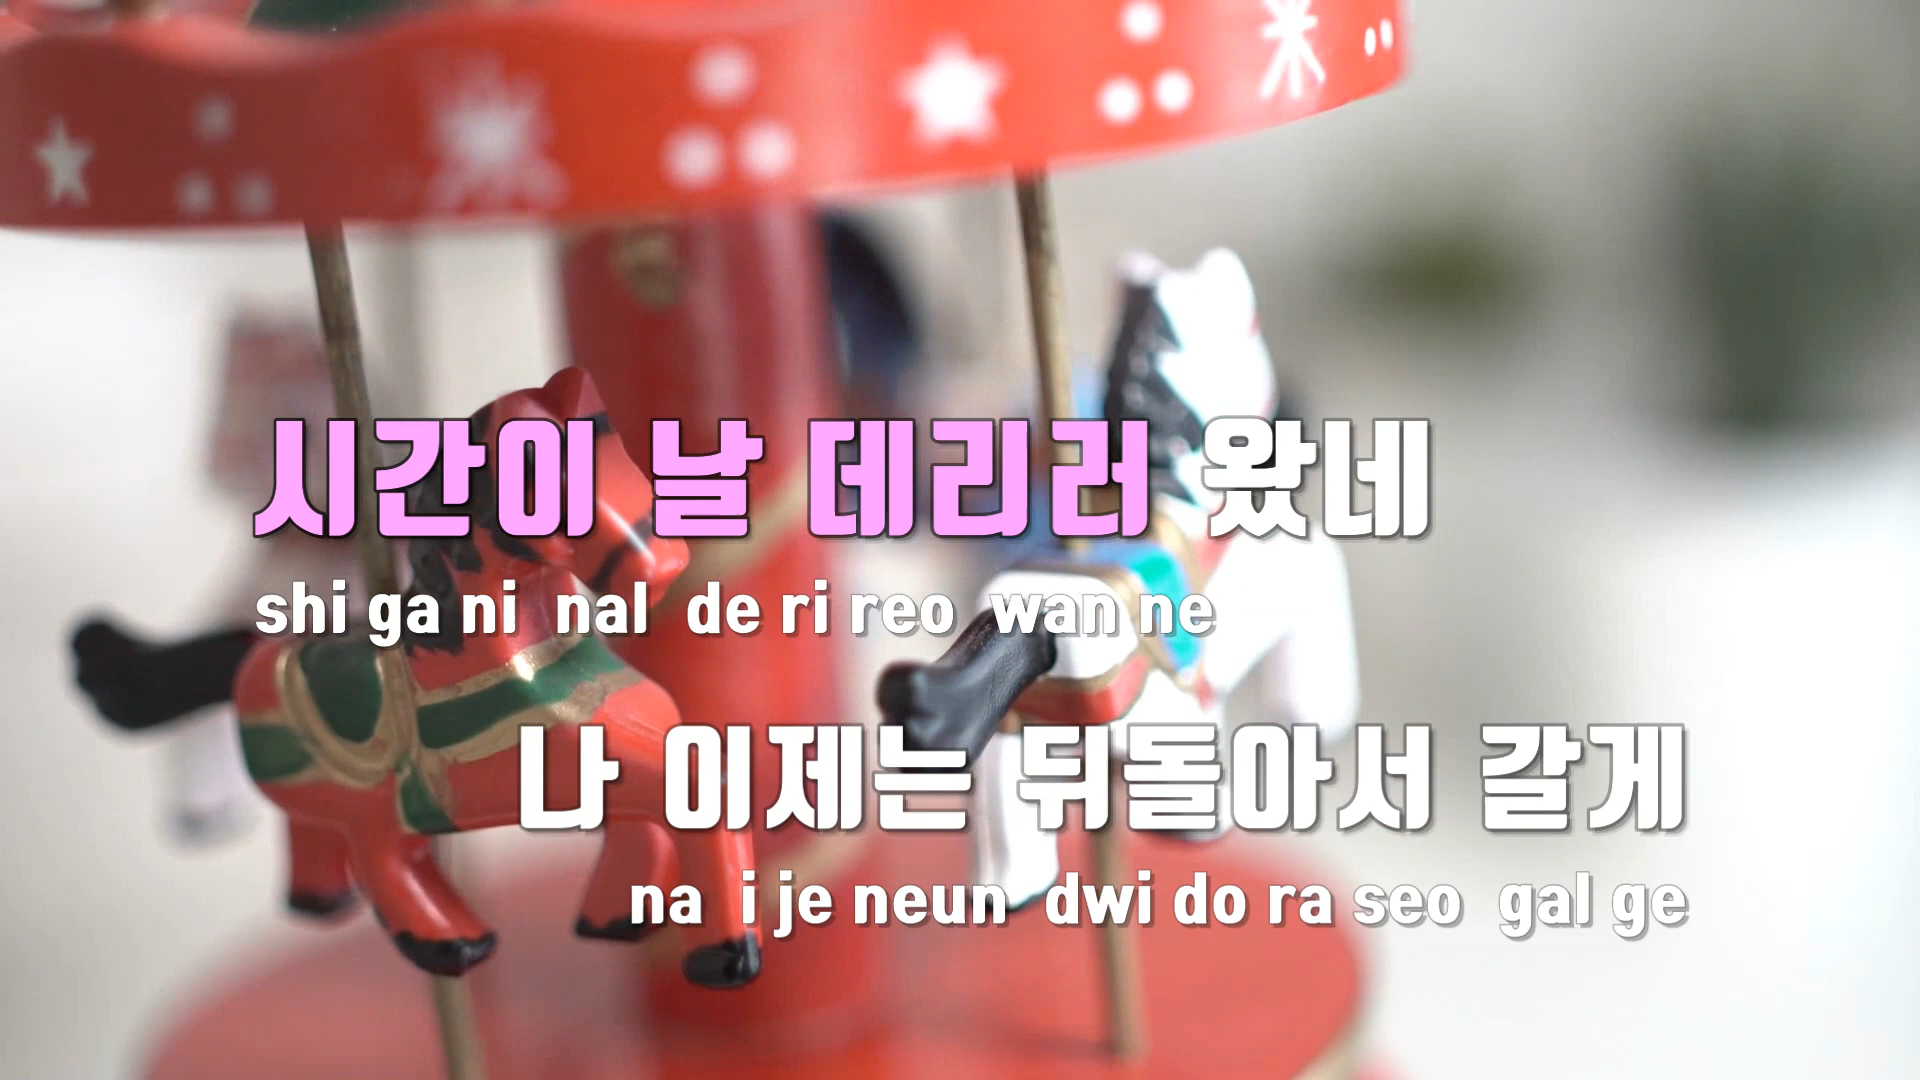 시간이 날 데리러 왔네
shi ga ni nal de ri reo wan ne
나 이제는 뒤돌아서 갈게
na i je neun dwi do ra seo gal ge